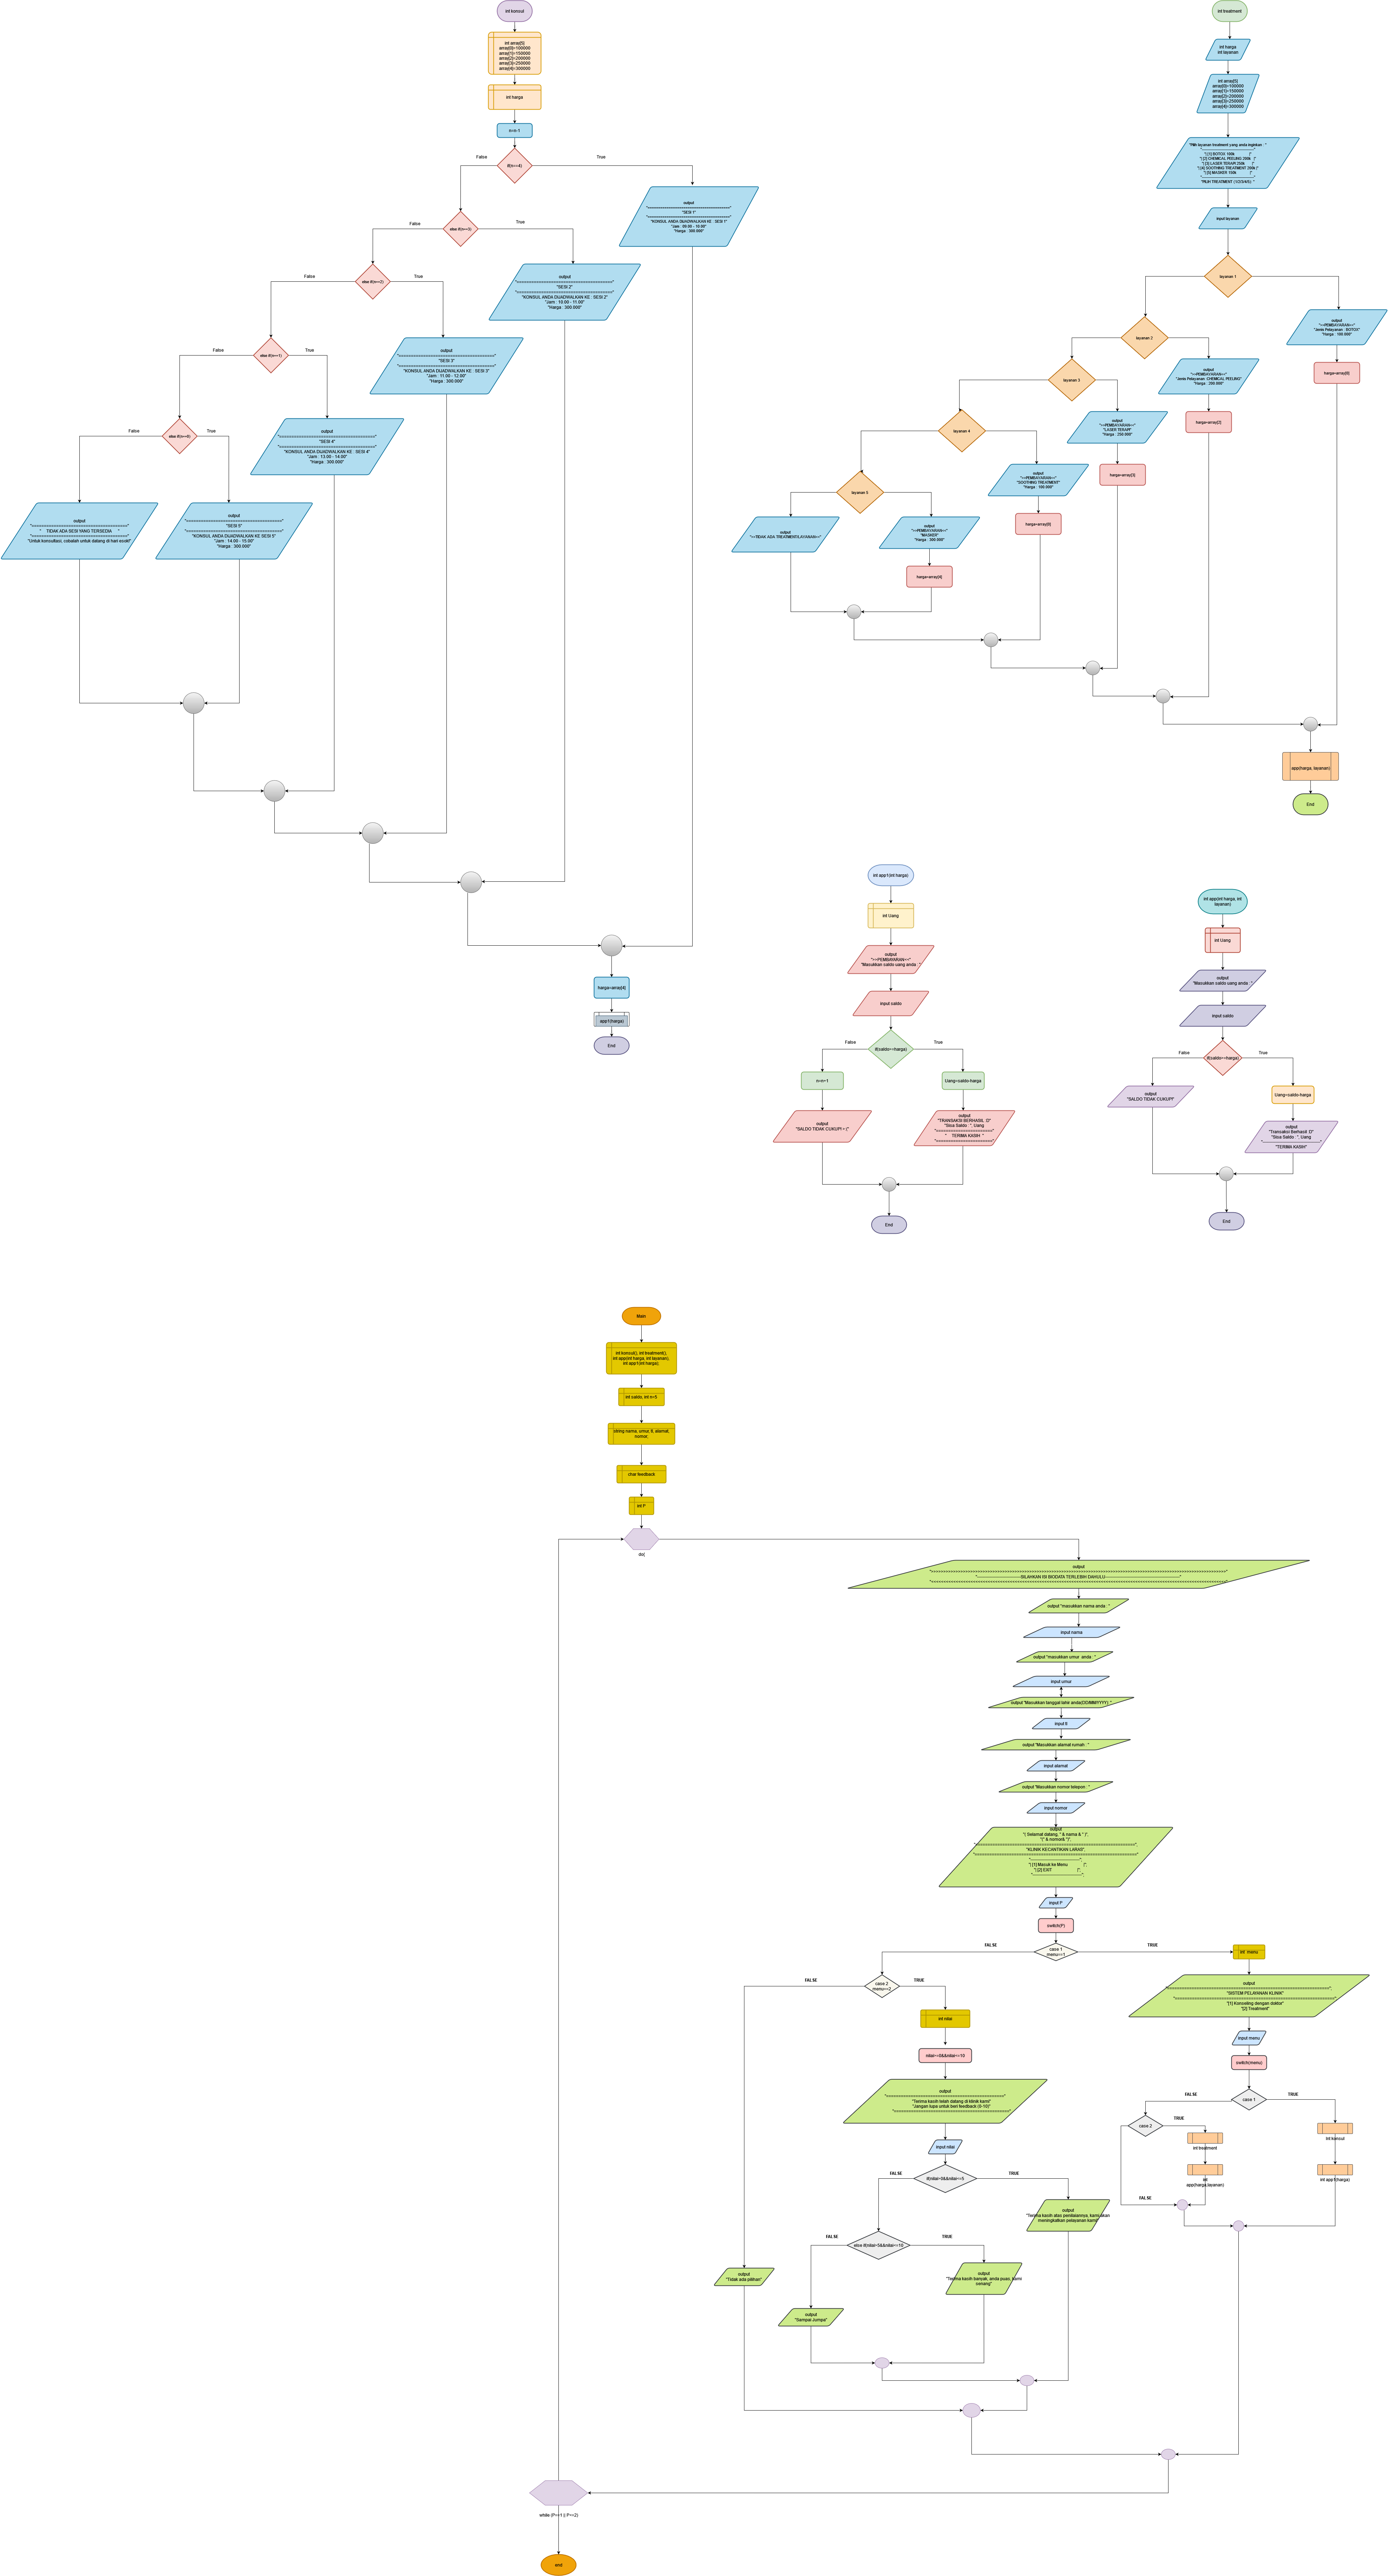 int konsul
int array[5]
array[0]=100000
array[1]=150000
array[2]=200000
array[3]=250000
array[4]=300000
int harga
n=n-1
False
True
if(n==4)
output
"====================================="
"SESI 1"
"====================================="
"KONSUL ANDA DIJADWALKAN KE : SESI 1"
"Jam : 09.00 - 10.00"
"Harga : 300.000"
False
True
else if(n==3)
output
"====================================="
"SESI 2"
"====================================="
"KONSUL ANDA DIJADWALKAN KE : SESI 2"
"Jam : 10.00 - 11.00"
"Harga : 300.000"
False
True
else if(n==2)
output
"====================================="
"SESI 3"
"====================================="
"KONSUL ANDA DIJADWALKAN KE : SESI 3"
"Jam : 11.00 - 12.00"
"Harga : 300.000"
False
True
else if(n==1)
output
"====================================="
"SESI 4"
"====================================="
"KONSUL ANDA DIJADWALKAN KE : SESI 4"
"Jam : 13.00 - 14.00"
"Harga : 300.000"
False
True
else if(n==0)
output
"====================================="
" TIDAK ADA SESI YANG TERSEDIA "
"====================================="
"Untuk konsultasi, cobalah untuk datang di hari esok!"
output
"====================================="
"SESI 5"
"====================================="
"KONSUL ANDA DIJADWALKAN KE SESI 5"
"Jam : 14.00 - 15.00"
"Harga : 300.000"
harga=array[4]
app1(harga)
End
int treatment
int harga
int layanan
int array[5]
array[0]=100000
array[1]=150000
array[2]=200000
array[3]=250000
array[4]=300000
"Pilih layanan treatment yang anda inginkan : "
"-----------------------------------"
"| [1] BOTOX 100k |"
"| [2] CHEMICAL PEELING 200k |"
"| [3] LASER TERAPI 250k |"
"| [4] SOOTHING TREATMENT 200k |"
"| [5] MASKER 150k |"
"-----------------------------------"
"PILIH TREATMENT (1/2/3/4/5): "
input layanan
layanan 1
output
"==PEMBAYARAN=="
"Jenis Pelayanan : BOTOX"
"Harga : 100.000"
harga=array[0]
layanan 2
output
"==PEMBAYARAN=="
"Jenis Pelayanan: CHEMICAL PEELING"
"Harga : 200.000"
harga=array[2]
layanan 3
output
"==PEMBAYARAN=="
"LASER TERAPI"
"Harga : 250.000"
harga=array[3]
layanan 4
output
"==PEMBAYARAN=="
"SOOTHING TREATMENT"
"Harga : 100.000"
harga=array[0]
layanan 5
output
"==TIDAK ADA TREATMENT/LAYANAN=="
output
"==PEMBAYARAN=="
"MASKER"
"Harga : 300.000"
harga=array[4]
app(harga, layanan)
End
int app1(int harga)
int Uang
output
"==PEMBAYARAN=="
"Masukkan saldo uang anda : "
input saldo
False
True
if(saldo>=harga)
n=n+1
Uang=saldo-harga
output
"SALDO TIDAK CUKUP! = ("
output
"TRANSAKSI BERHASIL :D"
"Sisa Saldo : ", Uang
"======================"
" TERIMA KASIH "
"======================"
End
int app(int harga, int
layanan)
int Uang
output
"Masukkan saldo uang anda : "
input saldo
False
True
if(saldo>=harga)
output
"SALDO TIDAK CUKUP!"
Uang=saldo-harga
output
"Transaksi Berhasil :D"
"Sisa Saldo : ", Uang
"---------------------------------------"
"TERIMA KASIH"
End
Main
int konsul(), int treatment(),
int app(int harga, int layanan),
int app1(int harga);
int saldo, int n=5
string nama, umur, tl, alamat,
nomor;
char feedback
int P
do{
output
"===================================================================="
"---------------------------SILAHKAN ISI BIODATA TERLEBIH DAHULU---------------------------"
"===================================================================="
output "masukkan nama anda : "
input nama
output "masukkan umur anda : "
input umur
output "Masukkan tanggal lahir anda(DD/MM/YYYY): "
input tl
output "Masukkan alamat rumah : "
input alamat
output "Masukkan nomor telepon : "
input nomor
output
"( Selamat datang, " & nama & " )",
"(" & nomor& ")",
"==============================================",
"KLINIK KECANTIKAN LARAS",
"=============================================="
"------------------------------",
"| [1] Masuk ke Menu |",
"| [2] EXIT |",
"------------------------------",
input P
switch(P)
FALSE
TRUE
case 1
menu==1
int menu
FALSE
TRUE
case 2
menu==2
output
"==============================================",
"SISTEM PELAYANAN KLINIK"
"==============================================",
"[1] Konseling dengan doktor"
"[2] Treatment"
int nilai
input menu
nilai>=0&&nilai<=10
switch(menu)
output
"===================================="
"Terima kasih telah datang di klinik kami"
"Jangan lupa untuk beri feedback (0-10)"
"===================================="
FALSE
TRUE
case 1
case 2
TRUE
int treatment
int konsul
input nilai
FALSE
TRUE
if(nilai>0&&nilai<=5
int
app(harga,layanan)
int app1(harga)
FALSE
output
"Terima kasih atas penilaiannya, kami akan
meningkatkan pelayanan kami"
FALSE
TRUE
else if(nilai>5&&nilai<=10
output
"Tidak ada pilihan"
output
"Terima kasih banyak, anda puas, kami
senang"
output
"Sampai Jumpa"
while (P==1 || P==2)
end